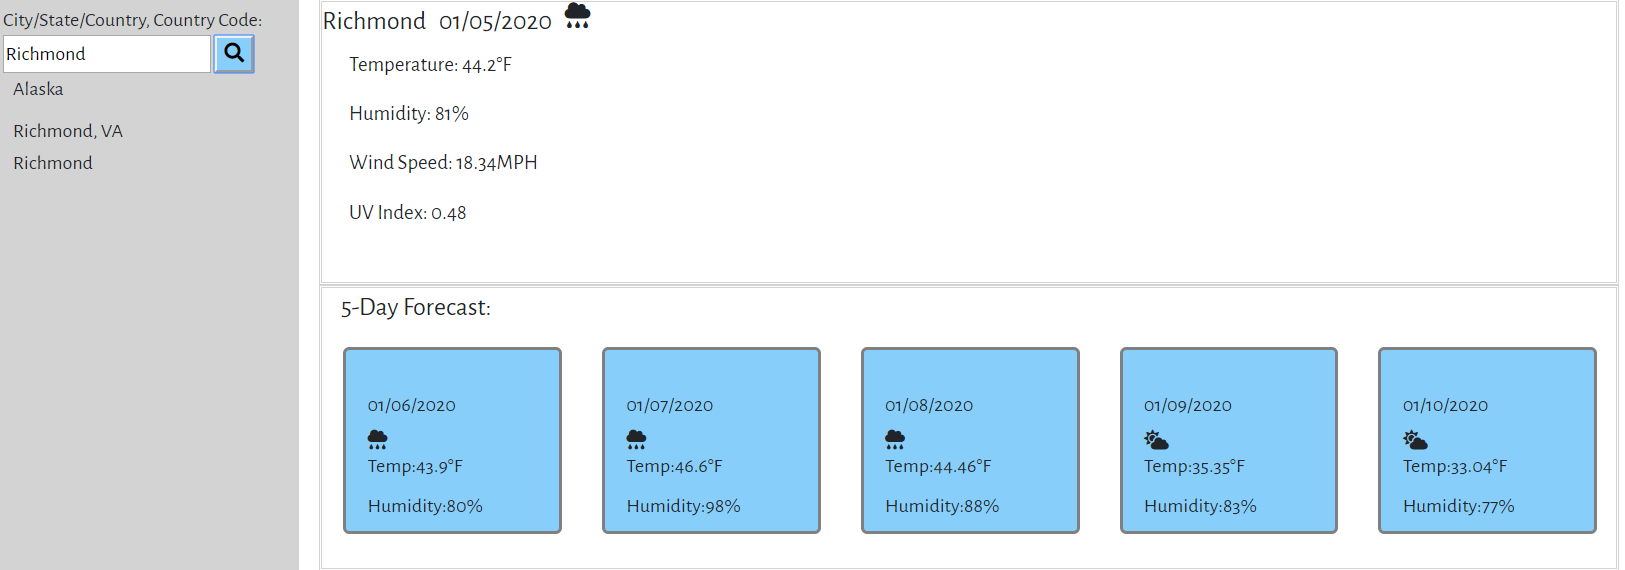 City/State/Country, Country Code:
Richmond
Alaska
Richmond, VA
Richmond
Richmond 01/05/2020
Temperature: 44.2°F
Humidity: 81%
Wind Speed: 18.34MPH
UV Index: 0.48
5-Day Forecast:
01/06/2020
Temp:43.9°F
Humidity:80%
01/07/2020
Temp:46.6°F
Humidity:98%
01/08/2020
Temp:44.46°F
Humidity:88%
01/09/2020
Temp:35.35°F
Humidity:83%
01/10/2020
Temp:33.04°F
Humidity:77%